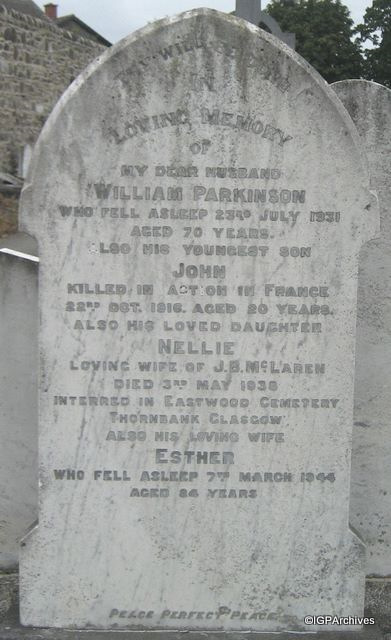 WILL
IN
LOVING MEMORY
OF
MY DEAR HUSBAND
WILLIAM PARKINSON
WHO FELL ASLEEP 23RD JULY 1931
AGED 70 YEARS.
ALSO HIS YOUNGEST SON
JOHN
KILLED IN ACTION IN FRANCE
22ND OCT. 1916. AGED 20 YEARS.
ALSO HIS LOVED DAUGHTER
NELLIE
LOVING WIFE OF J.B. McLAREN
DIED 3RD MAY 1938
INTERRED IN EASTWOOD CEMETERY
THORNBANK GLASGOW
ALSO HIS LOVING WIFE
ESTHER
WHO FELL ASLEEP 7TH MARCH 1944
AGED 84 YEARS
PEACE PERFECT PEACE
©IGPArchives